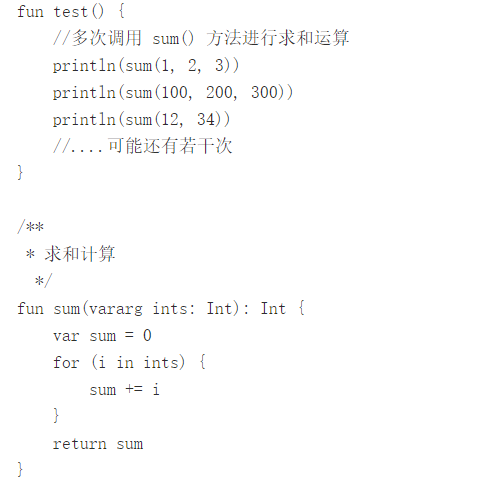 fun test() {
    //多次调用 sum() 方法进行求和运算
    println(sum(1, 2, 3))
    println(sum(100, 200, 300))
    println(sum(12, 34))
    //....可能还有若干次
}

/**
 * 求和计算
  */
fun sum(vararg ints: Int): Int {
    var sum = 0
    for (i in ints) {
        sum += i
    }
    return sum
}